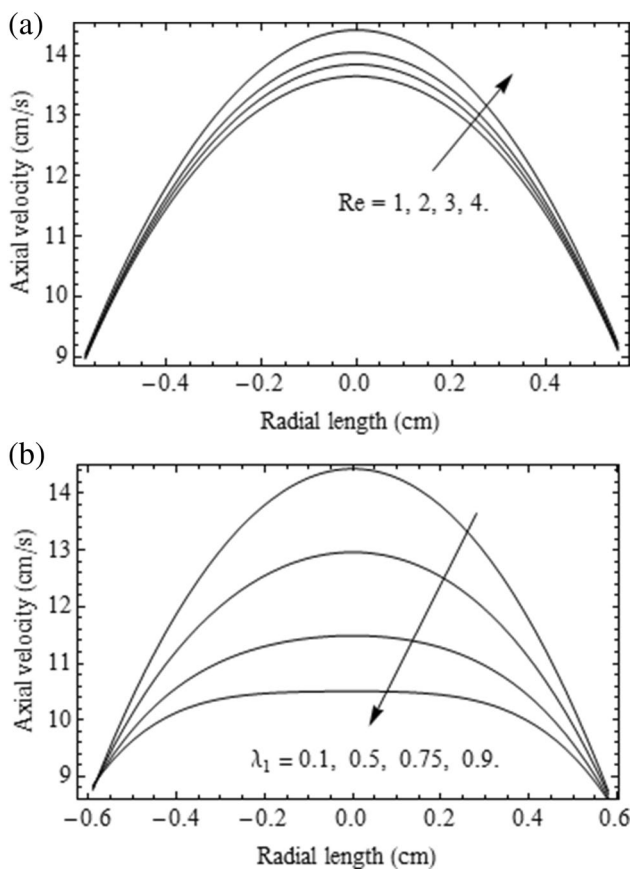 (a)
14
13
12
11
10
9
Axial velocity (cm/s)
Re = 1, 2, 3, 4.
−0.4 −0.2 0.0 0.2 0.4
Radial length (cm)
(b)
14
13
12
11
10
9
Axial velocity (cm/s)
λ₁ = 0.1, 0.5, 0.75, 0.9.
−0.6 −0.4 −0.2 0.0 0.2 0.4 0.6
Radial length (cm)